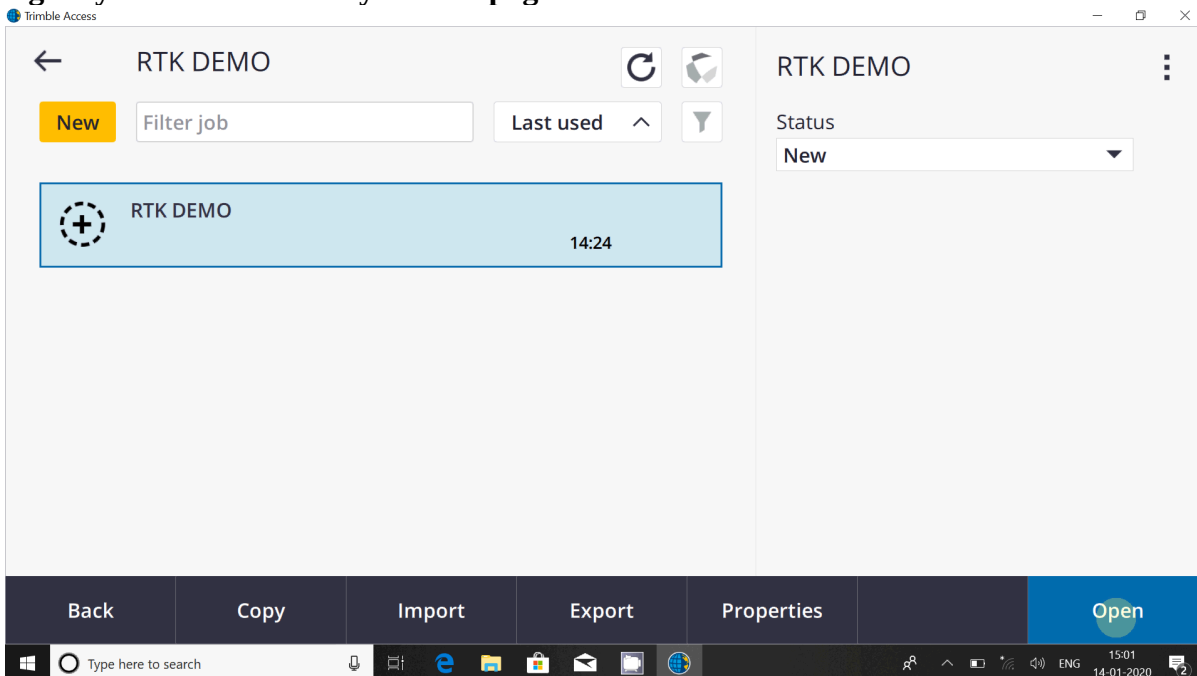 Trimble Access
RTK DEMO
New
Filter job
Last used
RTK DEMO
14:24
RTK DEMO
Status
New
Back
Copy
Import
Export
Properties
Open
Type here to search
ENG
15:01
14-01-2020
2